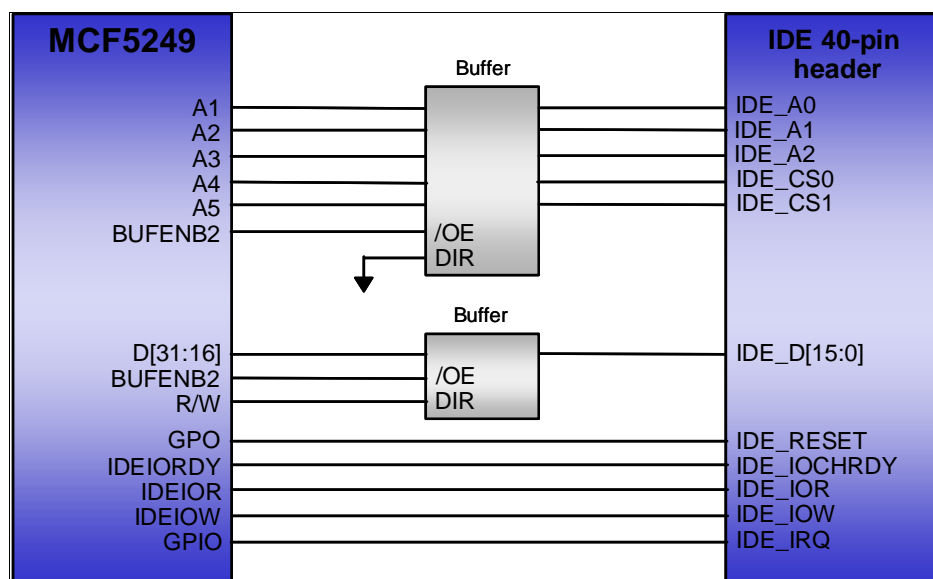 MCF5249
IDE 40-pin
header
Buffer
A1
A2
A3
A4
A5
BUFENB2
/OE
DIR
IDE_A0
IDE_A1
IDE_A2
IDE_CS0
IDE_CS1
Buffer
D[31:16]
BUFENB2
R/W
/OE
DIR
IDE_D[15:0]
GPO
IDEIORDY
IDEIOR
IDEIOW
GPIO
IDE_RESET
IDE_IOCHRDY
IDE_IOR
IDE_IOW
IDE_IRQ